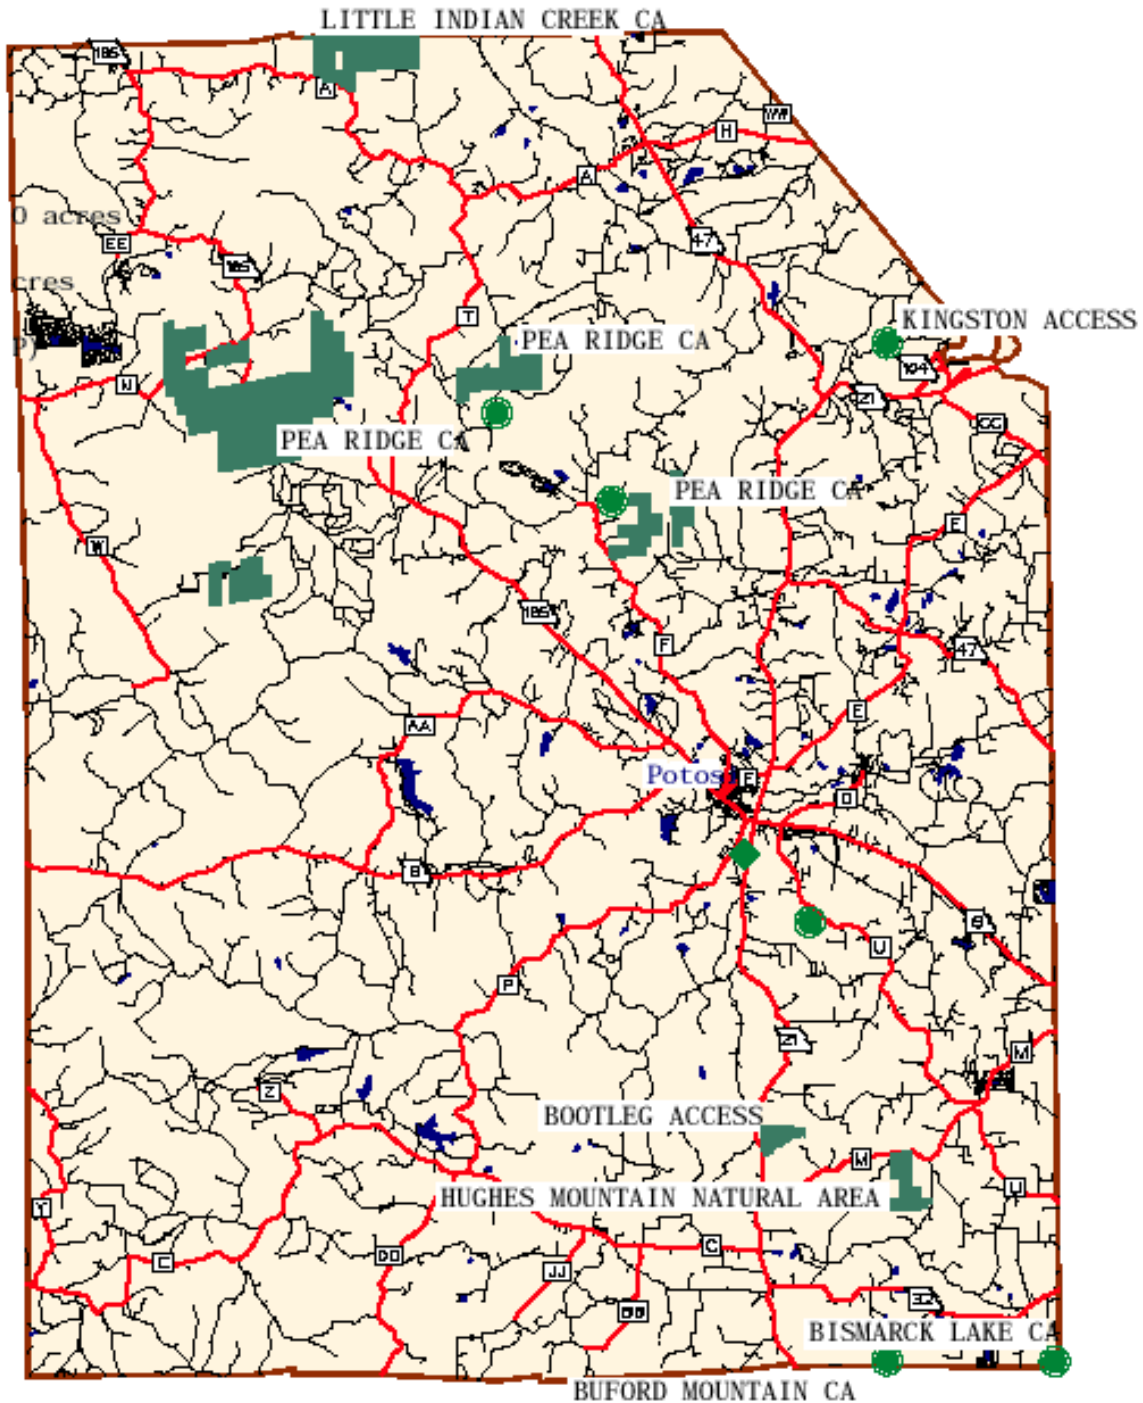 LITTLE INDIAN CREEK CA
185
A
WW
H
A
0 acres
EE
47
185
cres
T
KINGSTON ACCESS
PEA RIDGE CA
P)
104
N
21
CC
PEA RIDGE CA
PEA RIDGE CA
E
W
185
F
47
E
AA
Potos
F
O
8
8
U
P
21
M
Z
BOOTLEG ACCESS
M
U
HUGHES MOUNTAIN NATURAL AREA
Y
C
DD
C
JJ
32
BB
BISMARCK LAKE CA
BUFORD MOUNTAIN CA